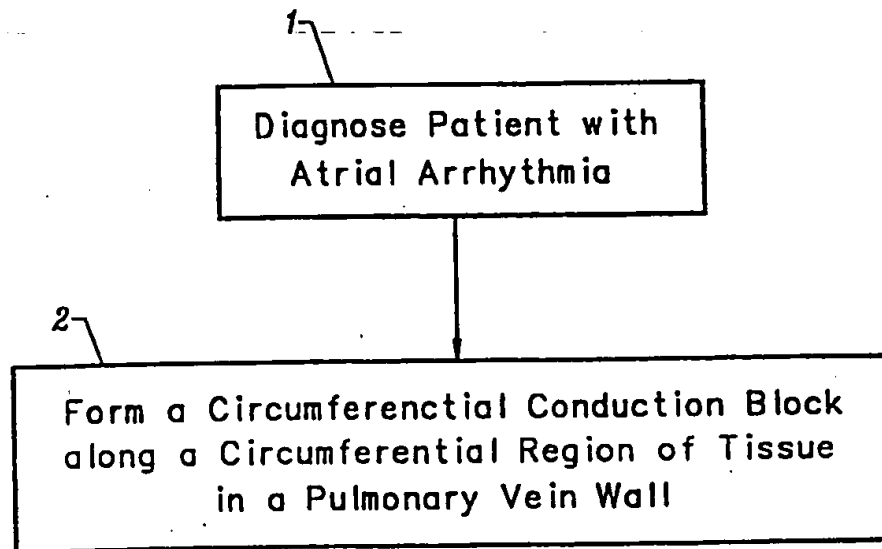 1
Diagnose Patient with
Atrial Arrhythmia
2
Form a Circumferenctial Conduction Block
along a Circumferential Region of Tissue
in a Pulmonary Vein Wall